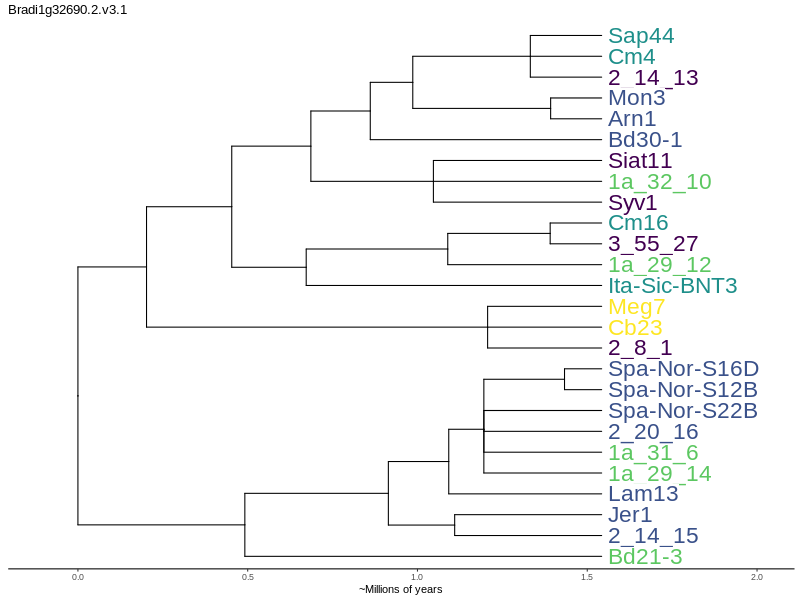 Bradi1g32690.2.v3.1
Sap44
Cm4
2_14_13
Mon3
Arn1
Bd30-1
Siat11
1a_32_10
Syv1
Cm16
3_55_27
1a_29_12
Ita-Sic-BNT3
Meg7
Cb23
2_8_1
Spa-Nor-S16D
Spa-Nor-S12B
Spa-Nor-S22B
2_20_16
1a_31_6
1a_29_14
Lam13
Jer1
2_14_15
Bd21-3
0.0 0.5 1.0 1.5 2.0
~Millions of years